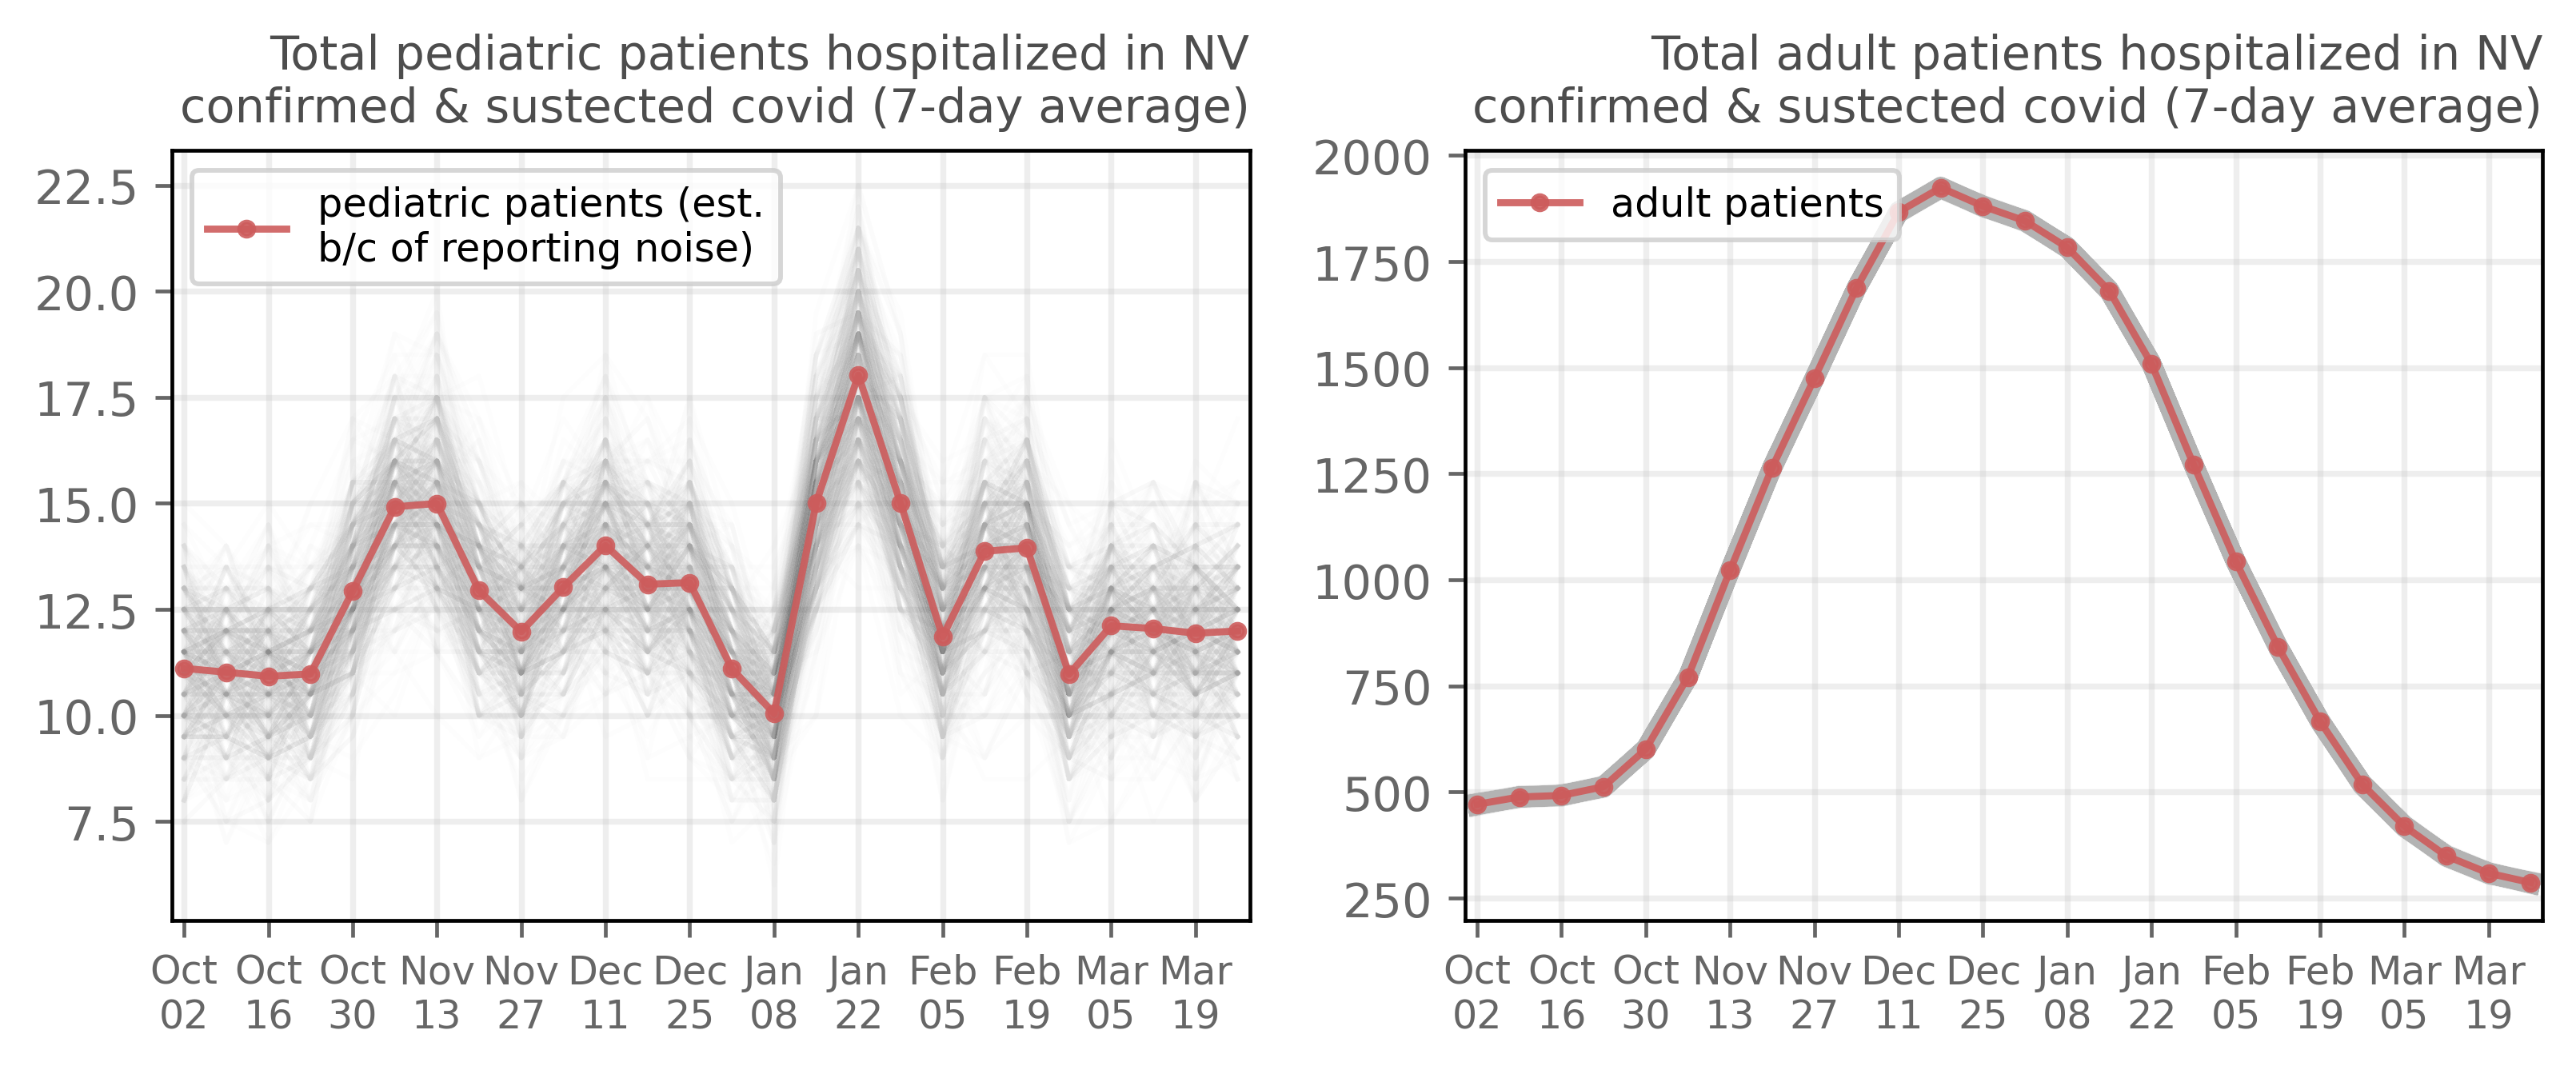 Total pediatric patients hospitalized in NV
confirmed & sustected covid (7-day average)
22.5
20.0
17.5
15.0
12.5
10.0
7.5
pediatric patients (est.
b/c of reporting noise)
Oct Oct Oct Nov Nov Dec Dec Jan Jan Feb Feb Mar Mar
02 16 30 13 27 11 25 08 22 05 19 05 19
Total adult patients hospitalized in NV
confirmed & sustected covid (7-day average)
2000
1750
1500
1250
1000
750
500
250
adult patients
Oct Oct Oct Nov Nov Dec Dec Jan Jan Feb Feb Mar Mar
02 16 30 13 27 11 25 08 22 05 19 05 19